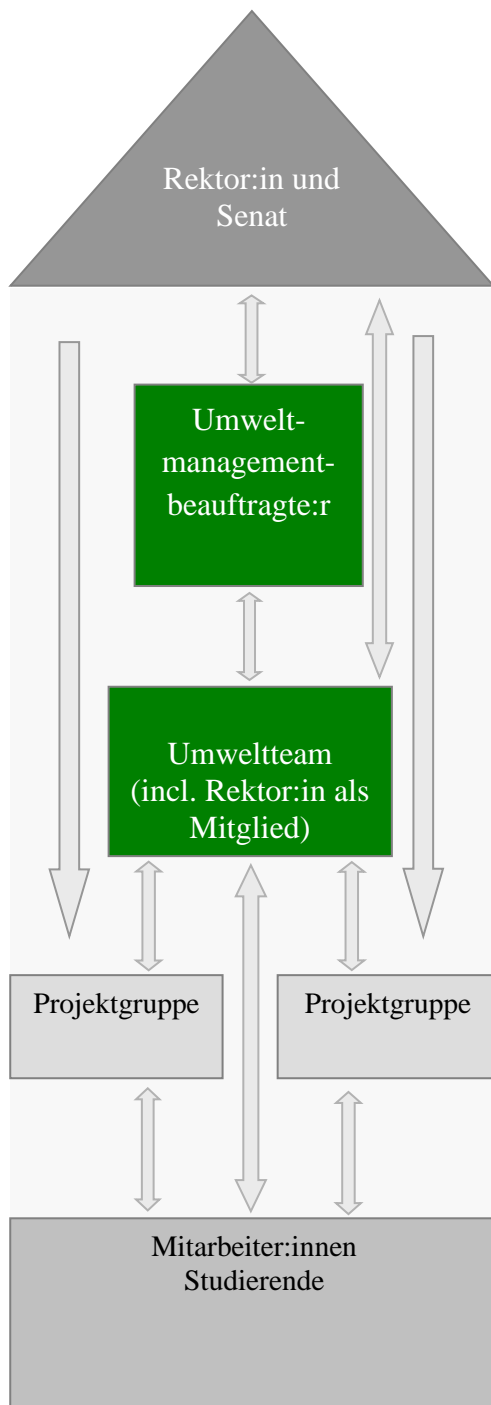 Rektor:in und
Senat
Umwelt-
management-
beauftragte:r
Umweltteam
(incl. Rektor:in als
Mitglied)
Projektgruppe
Projektgruppe
Mitarbeiter:innen
Studierende